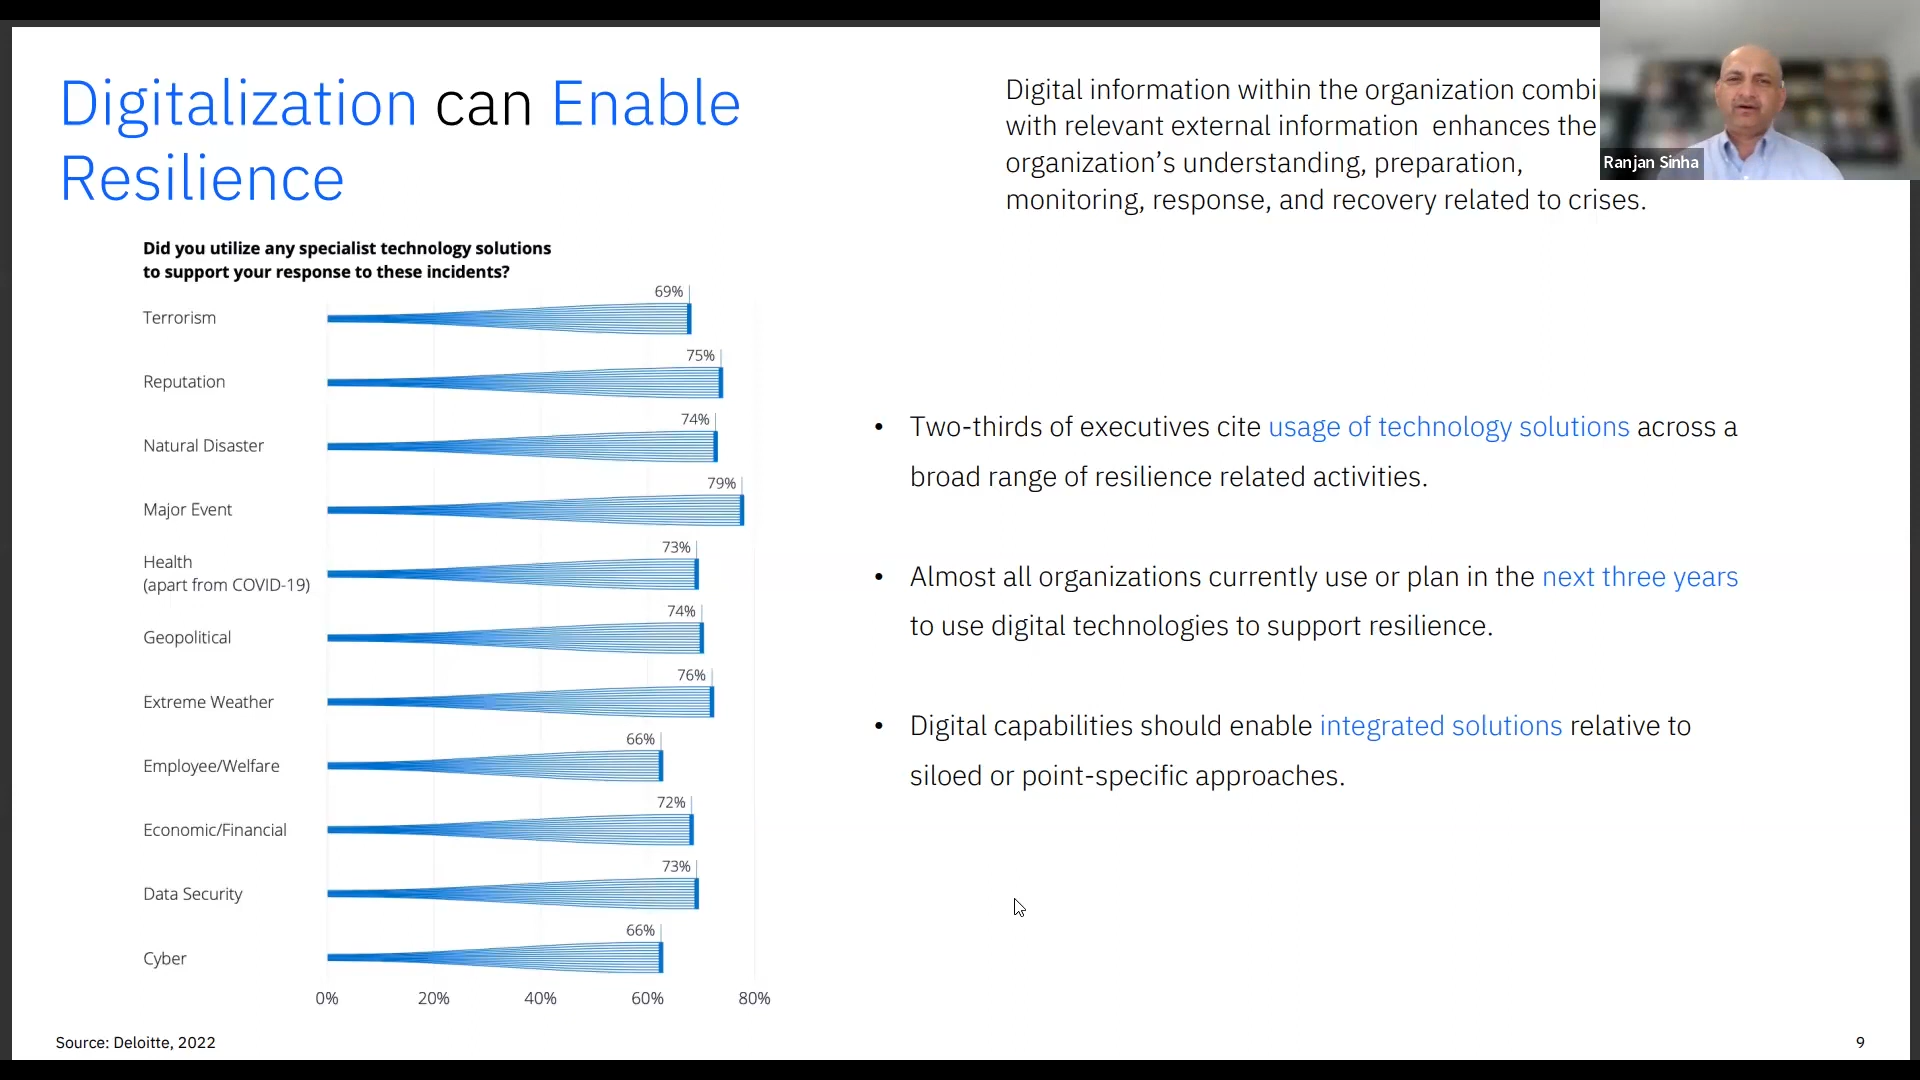 Digitalization can Enable
Resilience
Digital information within the organization combi
with relevant external information enhances the
organization’s understanding, preparation,
monitoring, response, and recovery related to crises.
Ranjan Sinha
Did you utilize any specialist technology solutions
to support your response to these incidents?
69%
Terrorism
75%
Reputation
74%
Natural Disaster
79%
Major Event
73%
Health
(apart from COVID-19)
74%
Geopolitical
76%
Extreme Weather
66%
Employee/Welfare
72%
Economic/Financial
73%
Data Security
66%
Cyber
0% 20% 40% 60% 80%
• Two-thirds of executives cite usage of technology solutions across a
broad range of resilience related activities.
• Almost all organizations currently use or plan in the next three years
to use digital technologies to support resilience.
• Digital capabilities should enable integrated solutions relative to
siloed or point-specific approaches.
Source: Deloitte, 2022
9